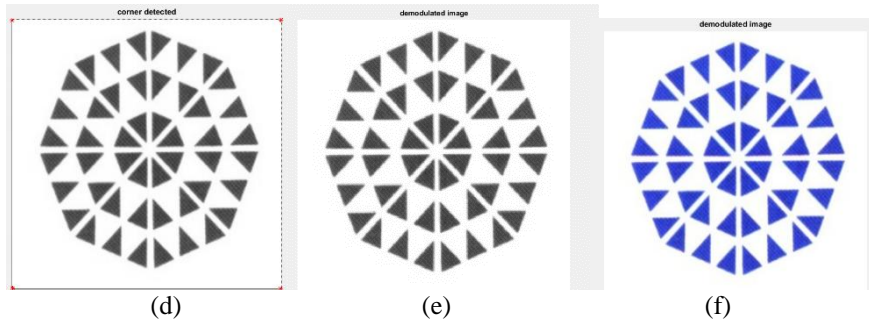 corner detected
demodulated image
demodulated image
(d)
(e)
(f)